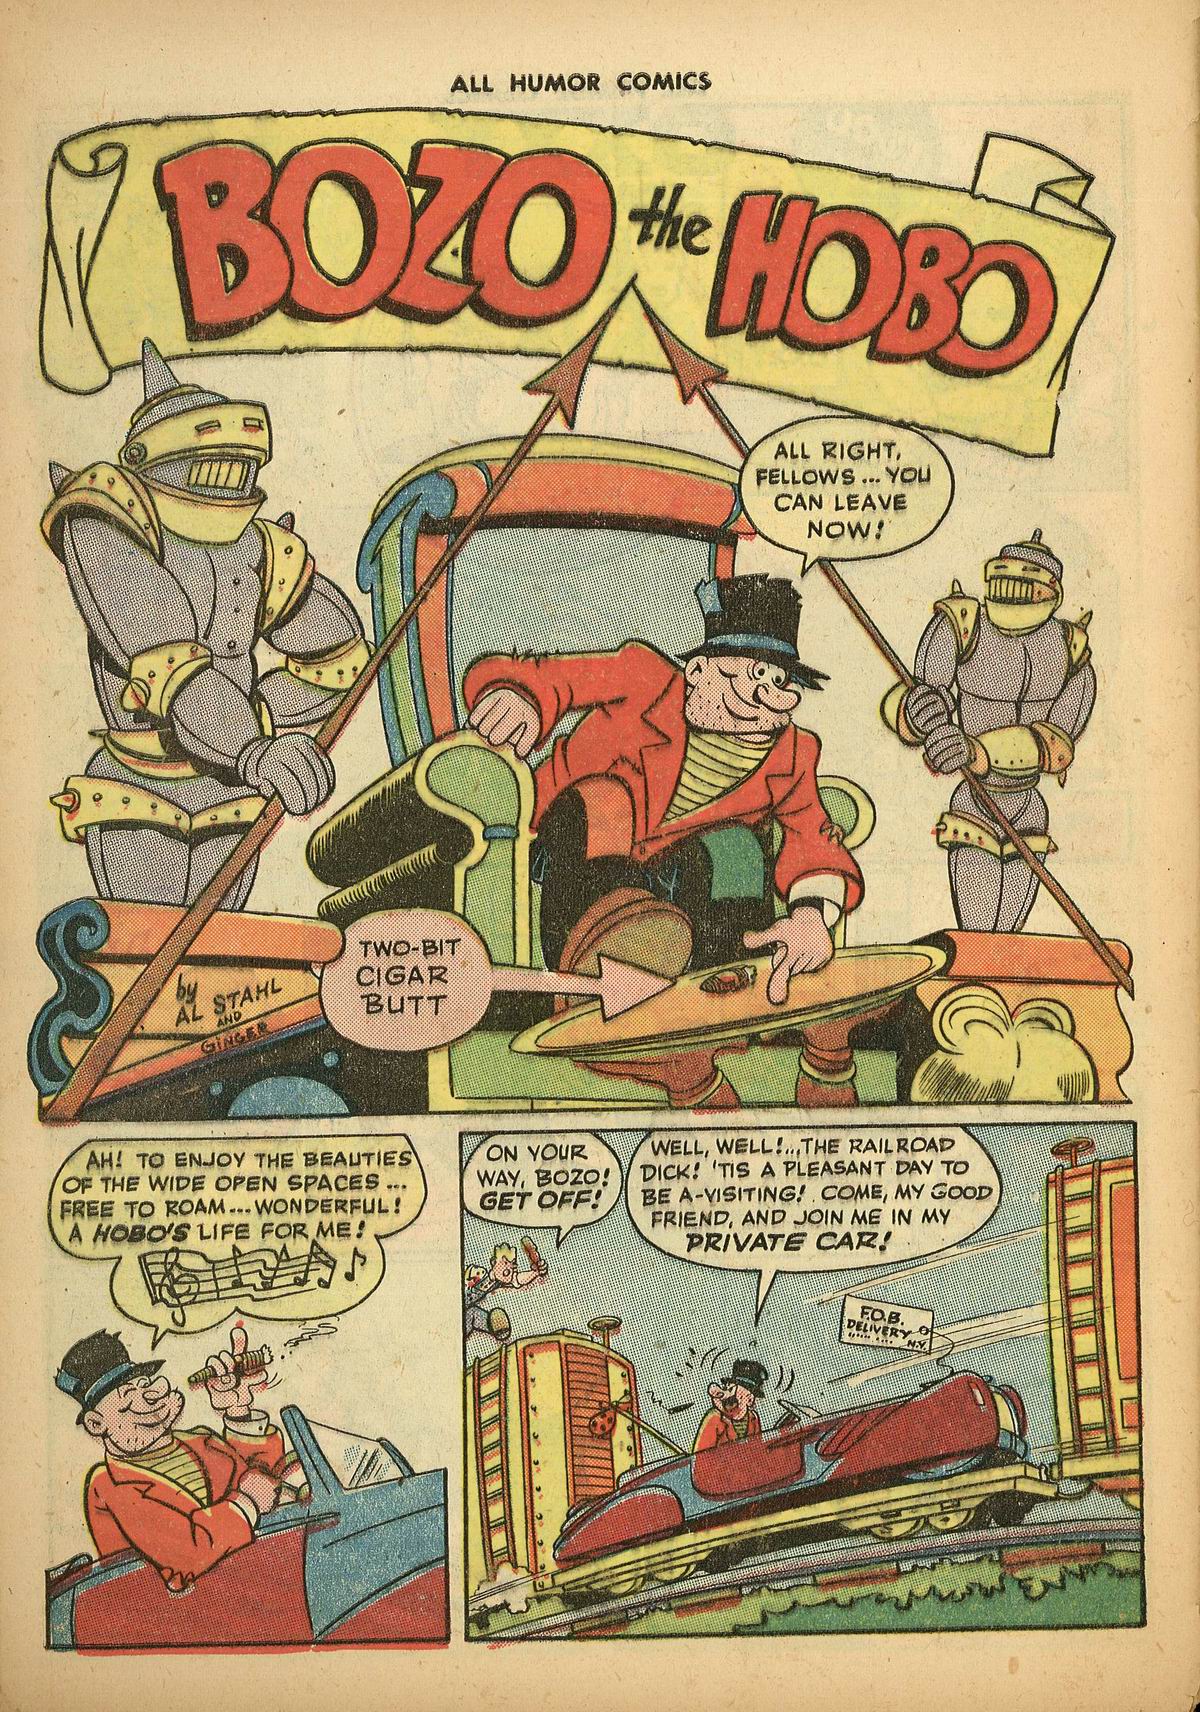 ALL HUMOR COMICS
BOZO the HOBO
ALL RIGHT,
FELLOWS... YOU
CAN LEAVE
NOW!
TWO-BIT
CIGAR
BUTT
by
AL STAHL
AND
GINGER
AH! TO ENJOY THE BEAUTIES
OF THE WIDE OPEN SPACES...
FREE TO ROAM...WONDERFUL!
A HOBO'S LIFE FOR ME!
ON YOUR
WAY, BOZO!
GET OFF!
WELL, WELL!...THE RAILROAD
DICK! 'TIS A PLEASANT DAY TO
BE A-VISITING! COME, MY GOOD
FRIEND, AND JOIN ME IN MY
PRIVATE CAR!
F.O.B.
DELIVERY
N.Y.